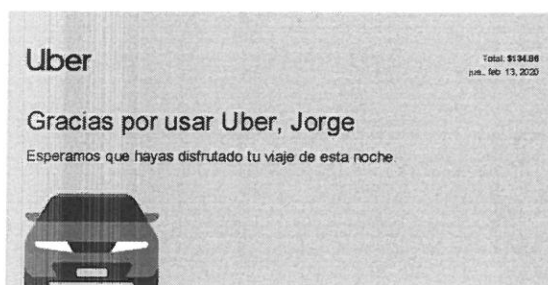 Uber
Total: $134.86
jue., feb. 13, 2020
Gracias por usar Uber, Jorge
Esperamos que hayas disfrutado tu viaje de esta noche.